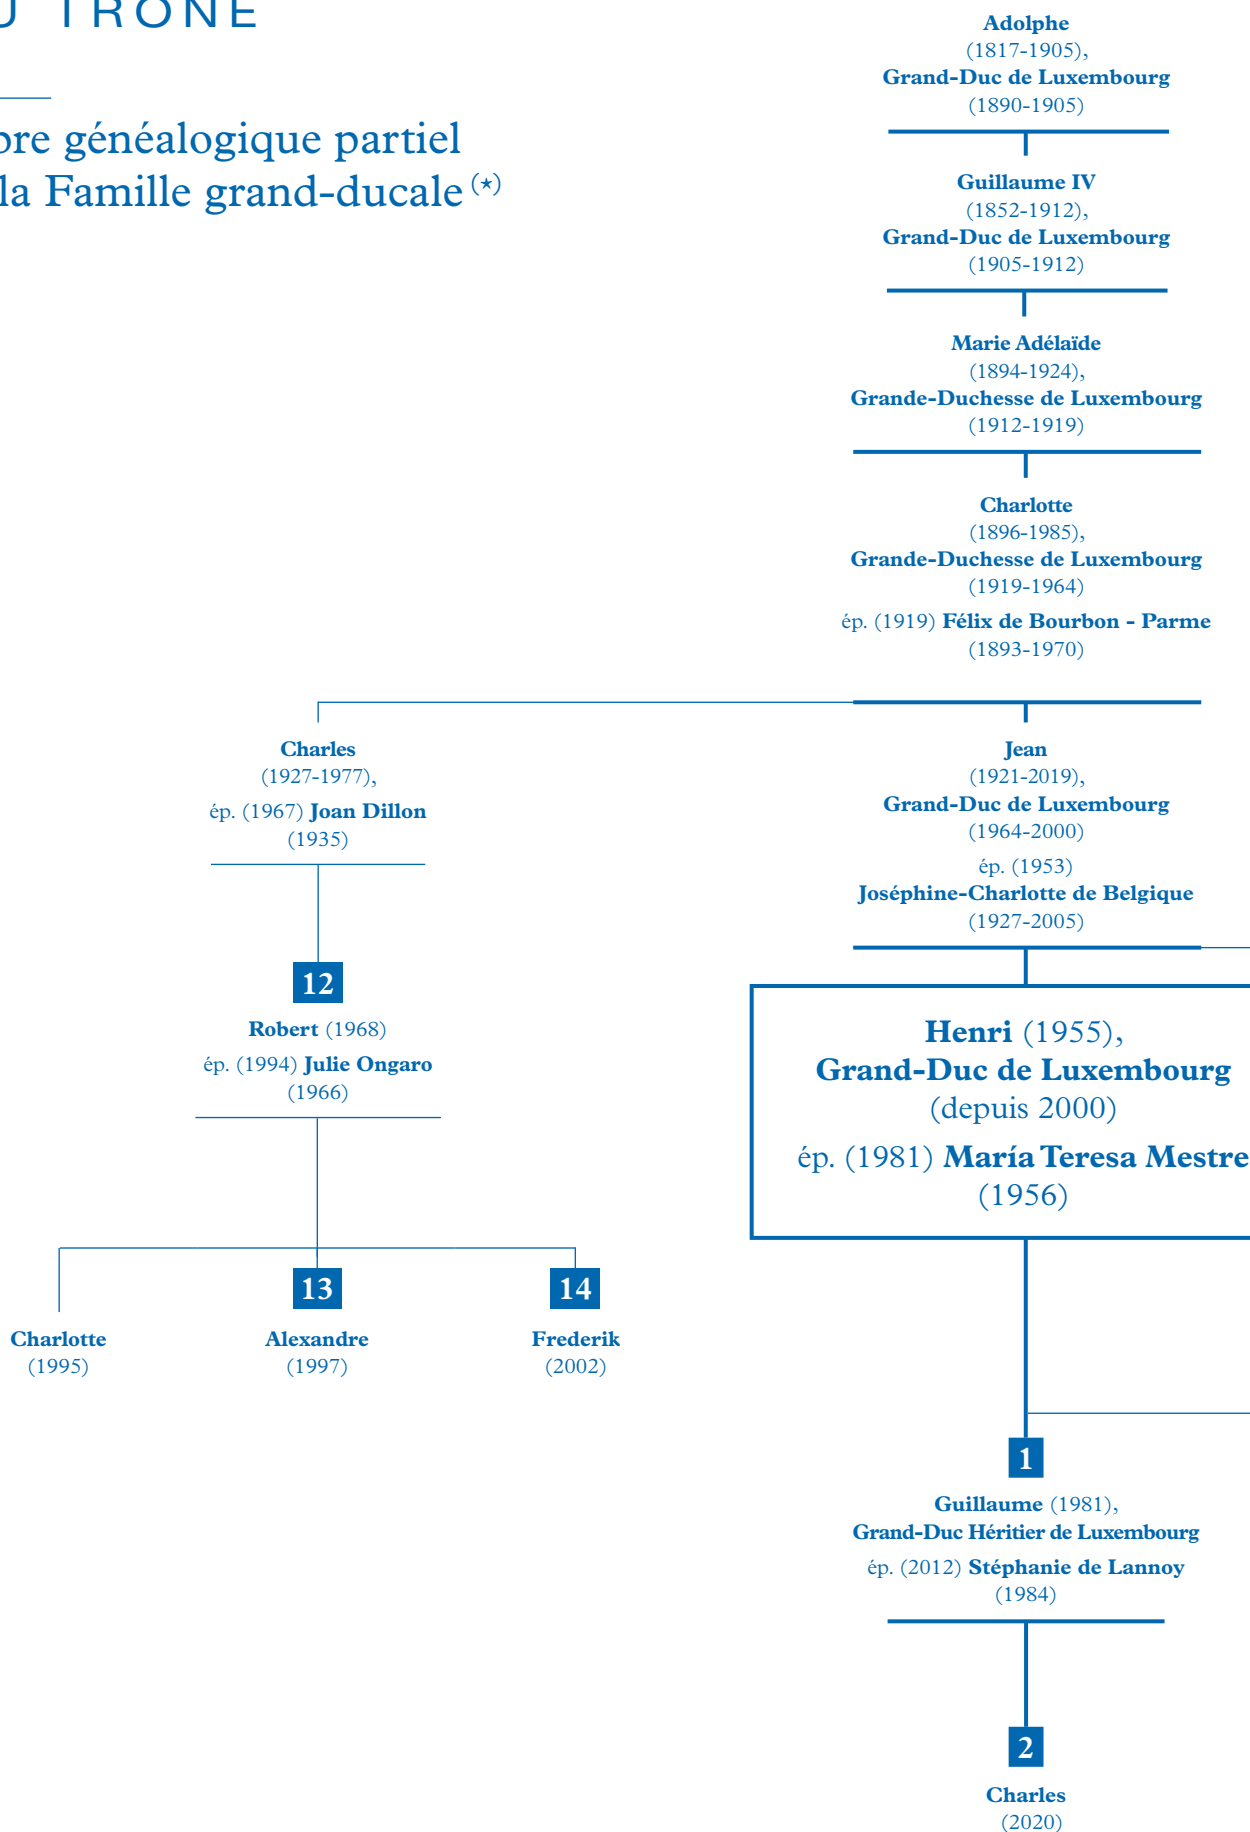 TRONE
généalogique partiel
la Famille grand-ducale (*)
Adolphe
(1817-1905),
Grand-Duc de Luxembourg
(1890-1905)
Guillaume IV
(1852-1912),
Grand-Duc de Luxembourg
(1905-1912)
Marie Adélaïde
(1894-1924),
Grande-Duchesse de Luxembourg
(1912-1919)
Charlotte
(1896-1985),
Grande-Duchesse de Luxembourg
(1919-1964)
ép. (1919) Félix de Bourbon - Parme
(1893-1970)
Charles
(1927-1977),
ép. (1967) Joan Dillon
(1935)
Jean
(1921-2019),
Grand-Duc de Luxembourg
(1964-2000)
ép. (1953)
Joséphine-Charlotte de Belgique
(1927-2005)
12
Robert (1968)
ép. (1994) Julie Ongaro
(1966)
Henri (1955),
Grand-Duc de Luxembourg
(depuis 2000)
ép. (1981) María Teresa Mestre
(1956)
13
14
Charlotte
(1995)
Alexandre
(1997)
Frederik
(2002)
1
Guillaume (1981),
Grand-Duc Héritier de Luxembourg
ép. (2012) Stéphanie de Lannoy
(1984)
2
Charles
(2020)